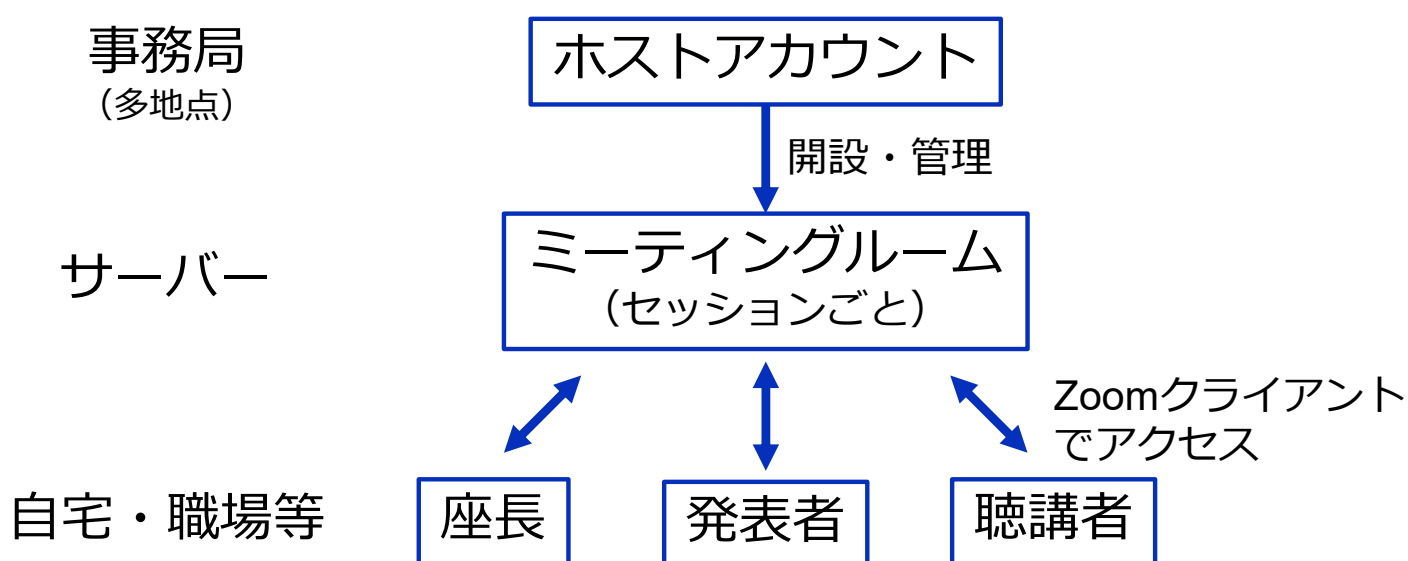 事務局
（多地点）
ホストアカウント
開設・管理
サーバー
ミーティングルーム
（セッションごと）
Zoomクライアント
でアクセス
自宅・職場等
座長
発表者
聴講者